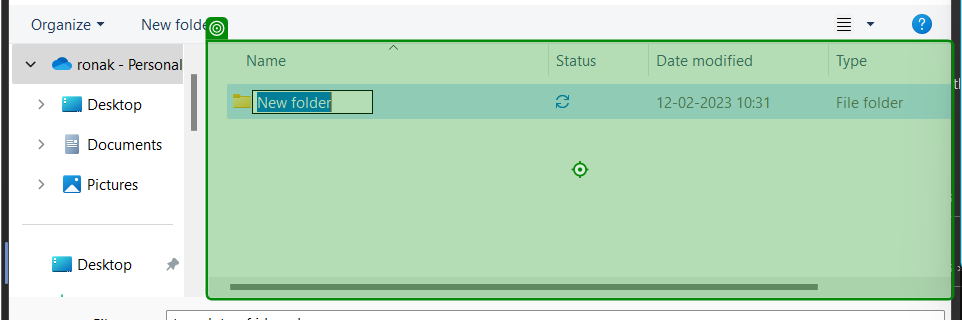 Organize New folde
Name Status Date modified Type
ronak - Personal
New folder 12-02-2023 10:31 File folder
Desktop
Documents
Pictures
Desktop